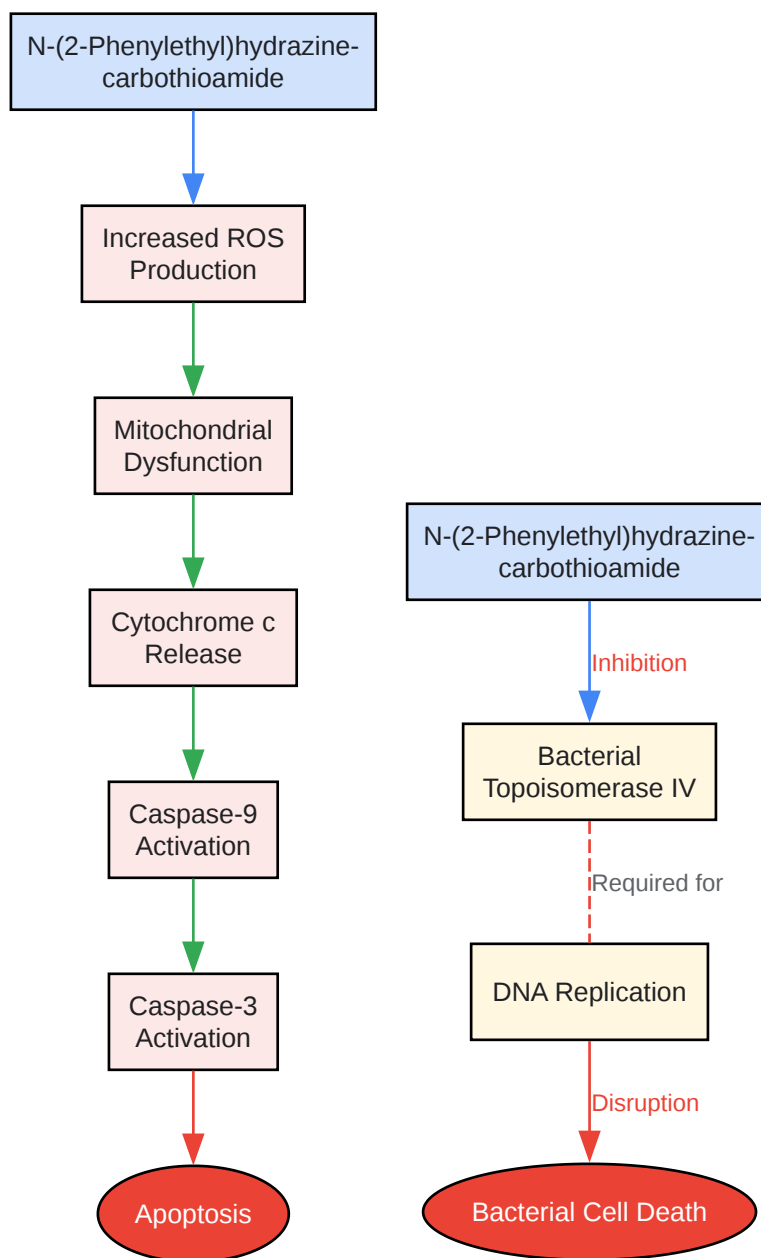 N-(2-Phenylethyl)hydrazine-
carbothioamide
Increased ROS
Production
Mitochondrial
Dysfunction
Cytochrome c
Release
Caspase-9
Activation
Caspase-3
Activation
Apoptosis
N-(2-Phenylethyl)hydrazine-
carbothioamide
Inhibition
Bacterial
Topoisomerase IV
Required for
DNA Replication
Disruption
Bacterial Cell Death